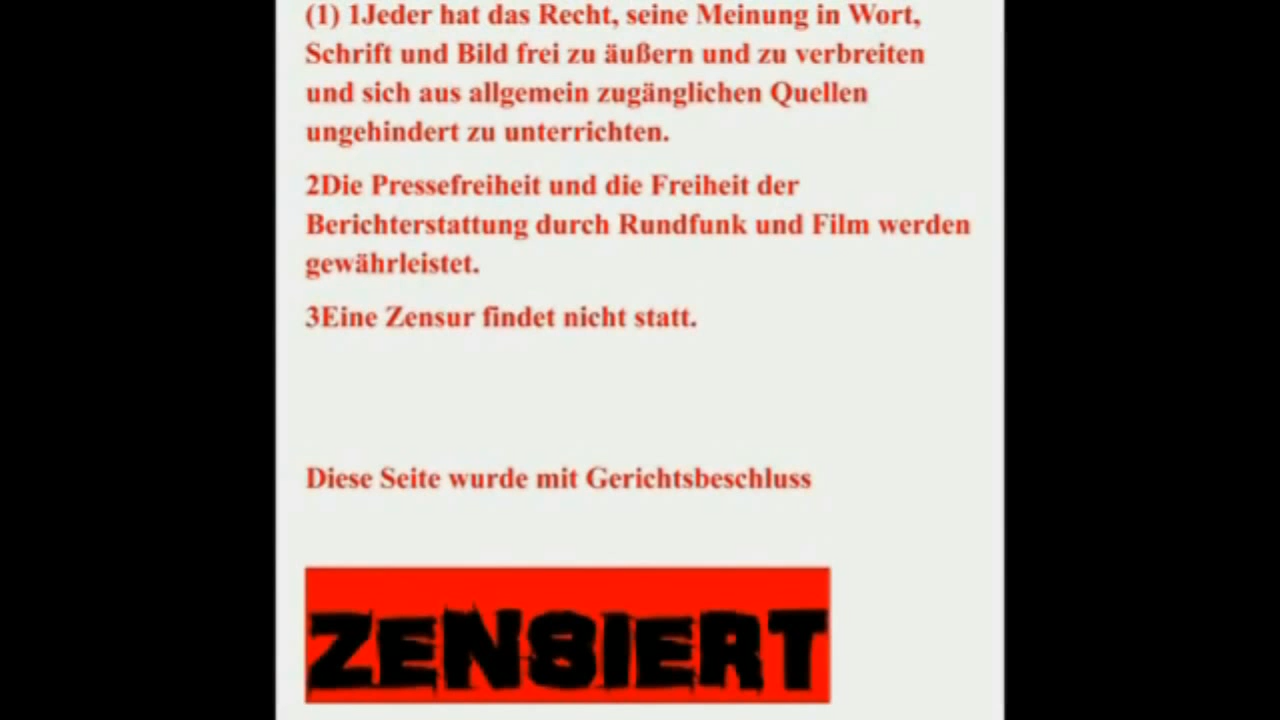 (1) 1Jeder hat das Recht, seine Meinung in Wort,
Schrift und Bild frei zu äußern und zu verbreiten
und sich aus allgemein zugänglichen Quellen
ungehindert zu unterrichten.
2Die Pressefreiheit und die Freiheit der
Berichterstattung durch Rundfunk und Film werden
gewährleistet.
3Eine Zensur findet nicht statt.
Diese Seite wurde mit Gerichtsbeschluss
ZENSIERT